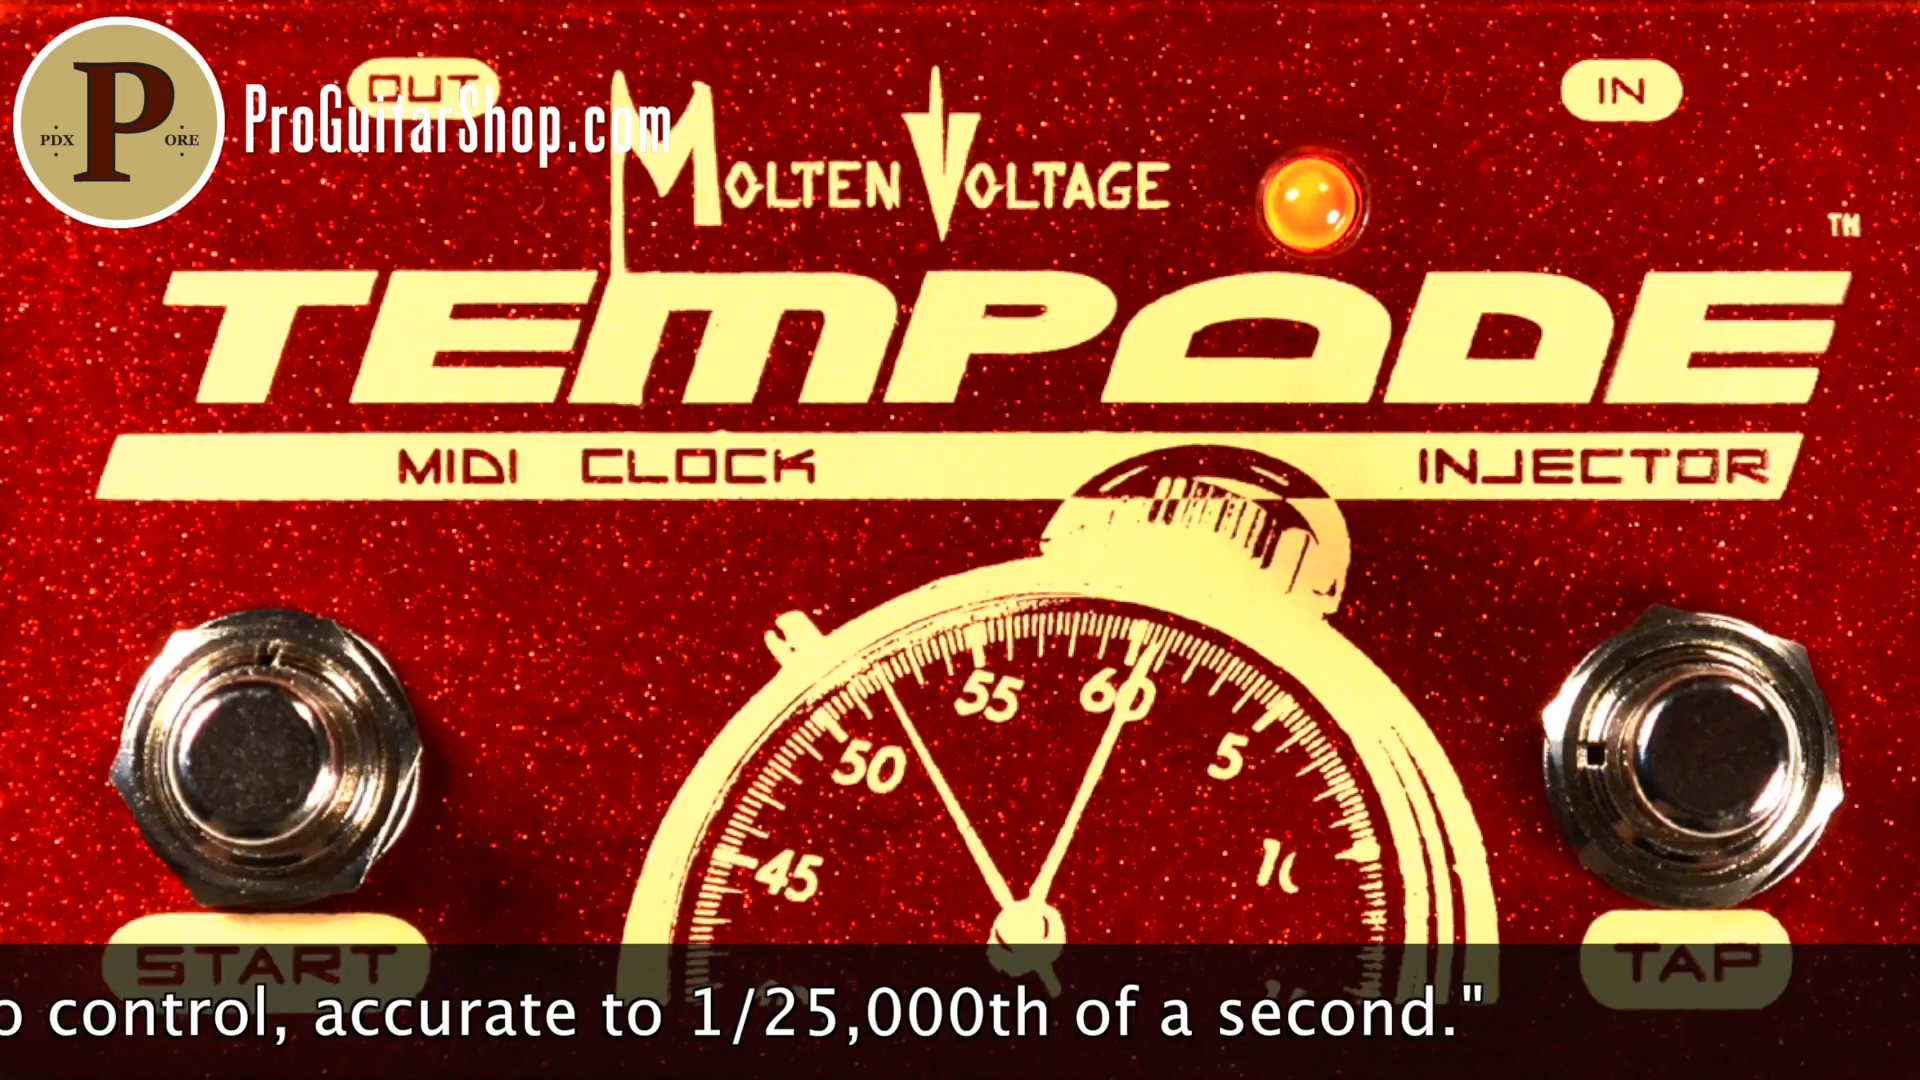 P
PDX ORE
ProGuitarShop.com
OUT
IN
MOLTEN VOLTAGE
TM
TEMPODE
MIDI CLOCK INJECTOR
55 60
50 5
45
START
TAP
control, accurate to 1/25,000th of a second."